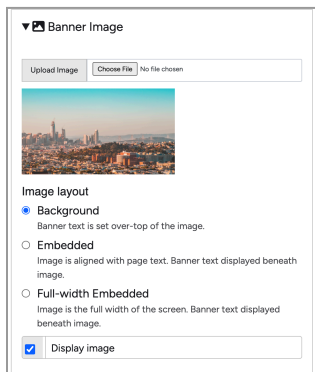 Banner Image
Upload Image Choose File No file chosen
Image layout
Background
Banner text is set over-top of the image.
Embedded
Image is aligned with page text. Banner text displayed beneath
image.
Full-width Embedded
Image is the full width of the screen. Banner text displayed
beneath image.
Display image